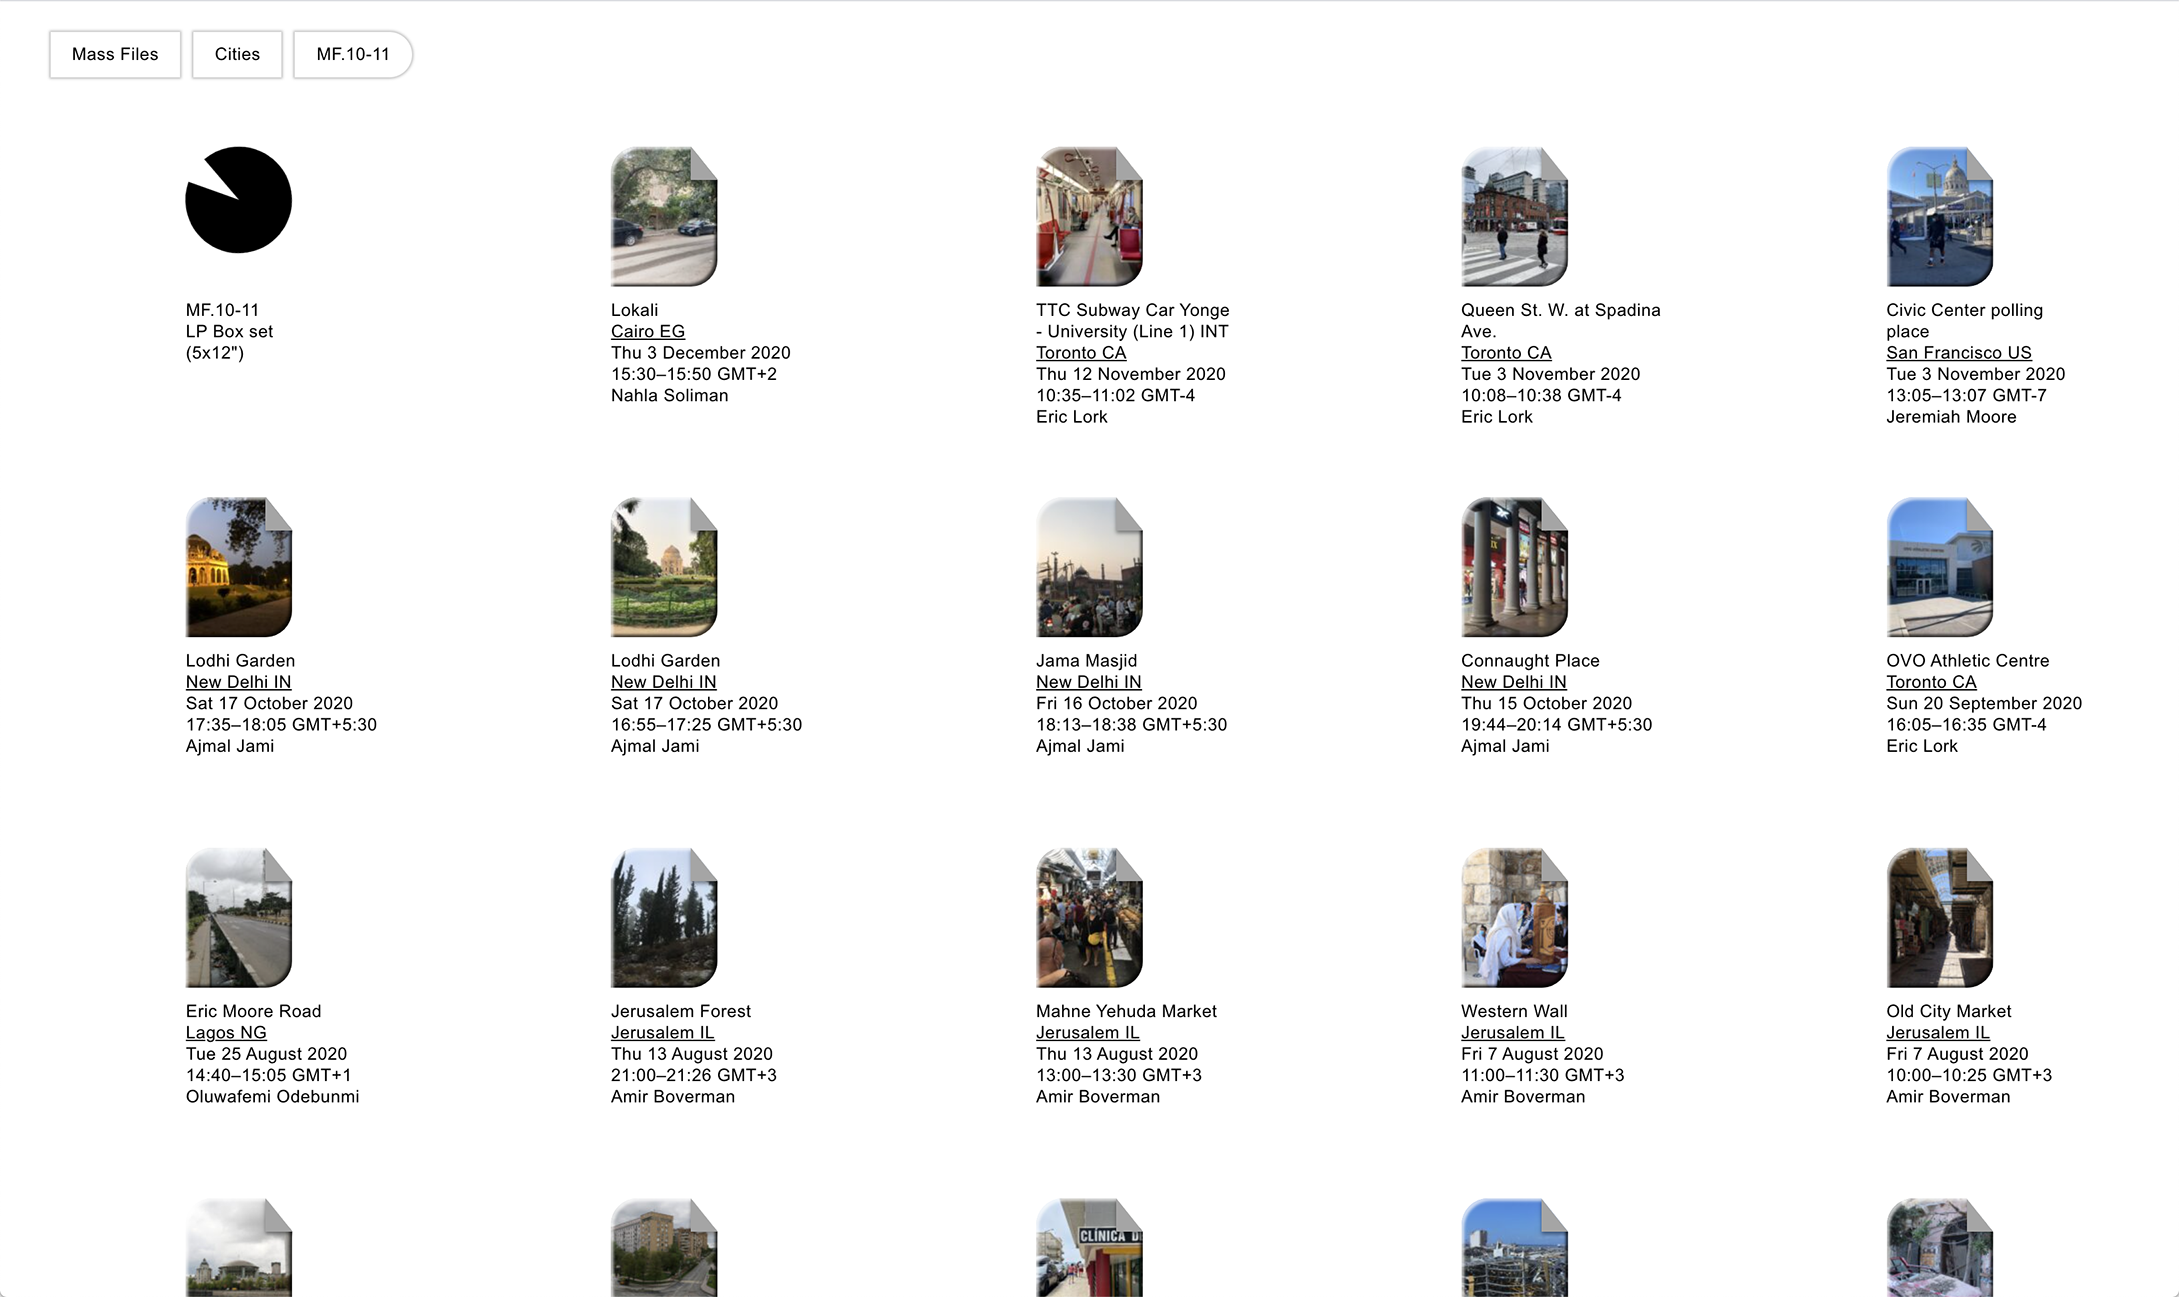 Mass Files
Cities
MF.10-11
MF.10-11
LP Box set
(5x12")
Lokali
Cairo EG
Thu 3 December 2020
15:30–15:50 GMT+2
Nahla Soliman
TTC Subway Car Yonge
- University (Line 1) INT
Toronto CA
Thu 12 November 2020
10:35–11:02 GMT-4
Eric Lork
Queen St. W. at Spadina
Ave.
Toronto CA
Tue 3 November 2020
10:08–10:38 GMT-4
Eric Lork
Civic Center polling
place
San Francisco US
Tue 3 November 2020
13:05–13:07 GMT-7
Jeremiah Moore
Lodhi Garden
New Delhi IN
Sat 17 October 2020
17:35–18:05 GMT+5:30
Ajmal Jami
Lodhi Garden
New Delhi IN
Sat 17 October 2020
16:55–17:25 GMT+5:30
Ajmal Jami
Jama Masjid
New Delhi IN
Fri 16 October 2020
18:13–18:38 GMT+5:30
Ajmal Jami
Connaught Place
New Delhi IN
Thu 15 October 2020
19:44–20:14 GMT+5:30
Ajmal Jami
OVO Athletic Centre
Toronto CA
Sun 20 September 2020
16:05–16:35 GMT-4
Eric Lork
Eric Moore Road
Lagos NG
Tue 25 August 2020
14:40–15:05 GMT+1
Oluwafemi Odebunmi
Jerusalem Forest
Jerusalem IL
Thu 13 August 2020
21:00–21:26 GMT+3
Amir Boverman
Mahne Yehuda Market
Jerusalem IL
Thu 13 August 2020
13:00–13:30 GMT+3
Amir Boverman
Western Wall
Jerusalem IL
Fri 7 August 2020
11:00–11:30 GMT+3
Amir Boverman
Old City Market
Jerusalem IL
Fri 7 August 2020
10:00–10:25 GMT+3
Amir Boverman
CLÍNICA D